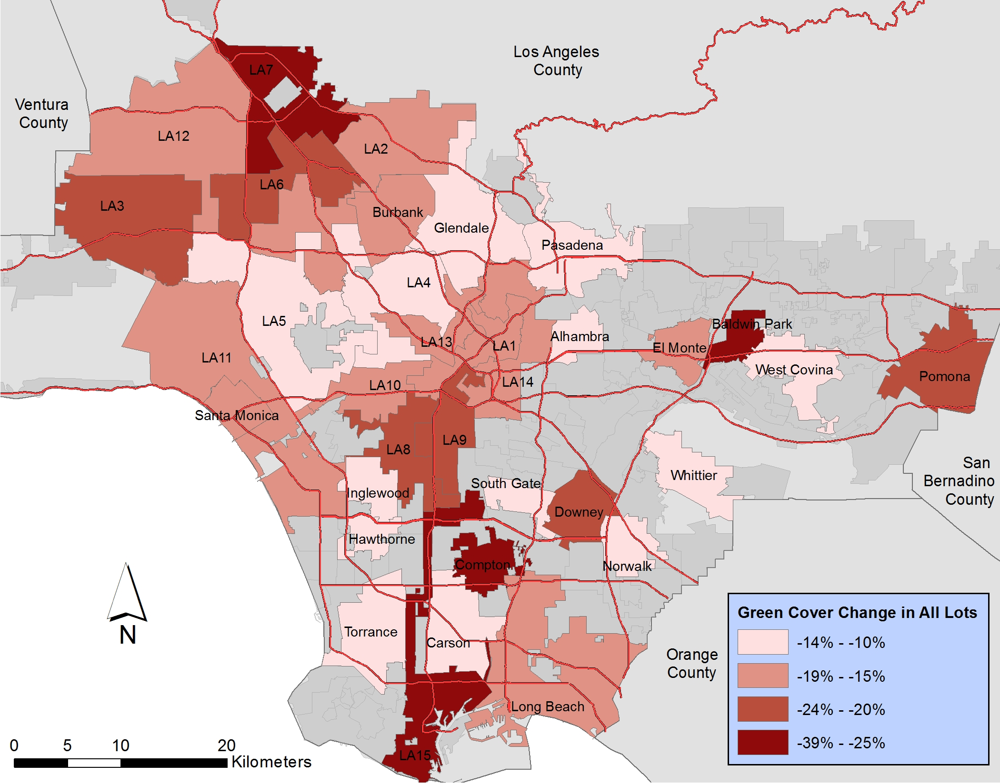 Los Angeles
County
Ventura
County
LA7
LA12
LA2
LA6
LA3
Burbank
Glendale
Pasadena
LA4
LA5
Baldwin Park
Alhambra
LA13
LA1
El Monte
LA11
West Covina
Pomona
LA10
LA14
Santa Monica
LA9
LA8
San
Bernadino
County
Whittier
South Gate
Inglewood
Downey
Hawthorne
Compton
Norwalk
Torrance
Carson
Orange
County
Long Beach
LA15
N
0 5 10 20
Kilometers
Green Cover Change in All Lots
-14% - -10%
-19% - -15%
-24% - -20%
-39% - -25%